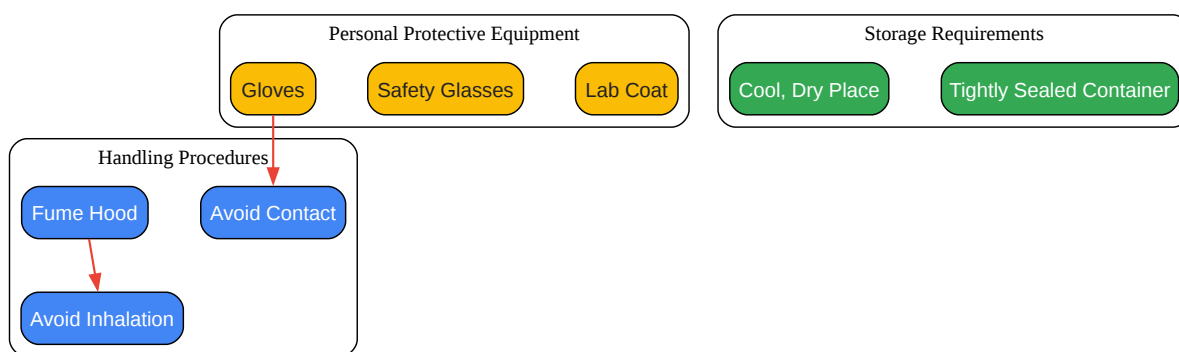 Personal Protective Equipment
Gloves
Safety Glasses
Lab Coat
Storage Requirements
Cool, Dry Place
Tightly Sealed Container
Handling Procedures
Fume Hood
Avoid Contact
Avoid Inhalation